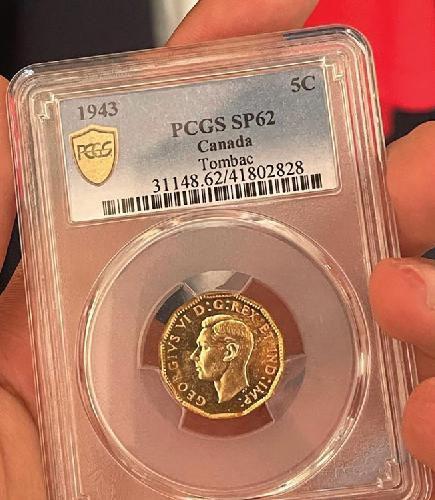 1943 5C
PCGS
PCGS SP62
Canada
Tombac
31148.62/41802828
GEORGIVS VI D:G:REX ET IND:IMP: